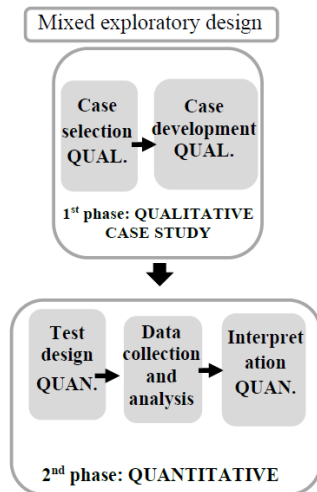 Mixed exploratory design
Case
selection
QUAL.
Case
development
QUAL.
1st phase: QUALITATIVE
CASE STUDY
Test
design
QUAN.
Data
collection
and
analysis
Interpret
ation
QUAN.
2nd phase: QUANTITATIVE